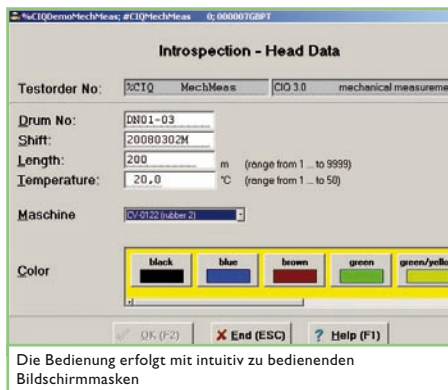 %CIQDemoMechMeas; #CIQMechMeas 0; 000007GBPT
Introspection - Head Data
Testorder No: %CIQ MechMeas CIQ 3.0 mechanical measureme
Drum No: DN01-03
Shift: 20080302M
Length: 200 m (range from 1 ... to 9999)
Temperature: 20,0 °C (range from 1 ... to 50)
Maschine CV-0122 (rubber 2)
Color black blue brown green green/yello
OK (F2) End (ESC) Help (F1)
Die Bedienung erfolgt mit intuitiv zu bedienenden
Bildschirmmasken